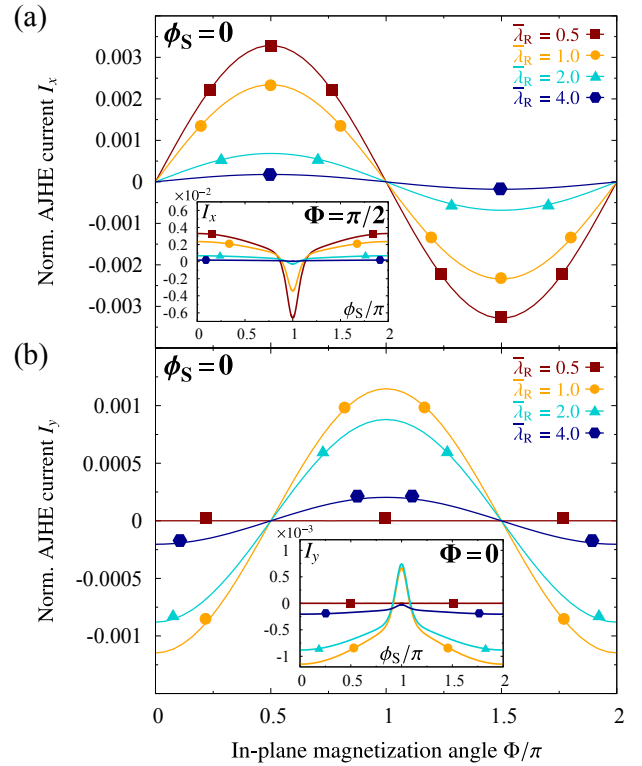 (a)
ϕS = 0
λ̅R = 0.5
λ̅R = 1.0
λ̅R = 2.0
λ̅R = 4.0
Norm. AJHE current Ix
0.003
0.002
0.001
0
-0.001
-0.002
-0.003
×10⁻²
Ix
Φ = π/2
0.6
0.4
0.2
0
-0.2
-0.4
-0.6
ϕS/π
0 0.5 1 1.5 2
(b)
ϕS = 0
λ̅R = 0.5
λ̅R = 1.0
λ̅R = 2.0
λ̅R = 4.0
Norm. AJHE current Iy
0.001
0.0005
0
-0.0005
-0.001
×10⁻³
Iy
Φ = 0
1
0.5
0
-0.5
-1
ϕS/π
0 0.5 1 1.5 2
0 0.5 1 1.5 2
In-plane magnetization angle Φ/π